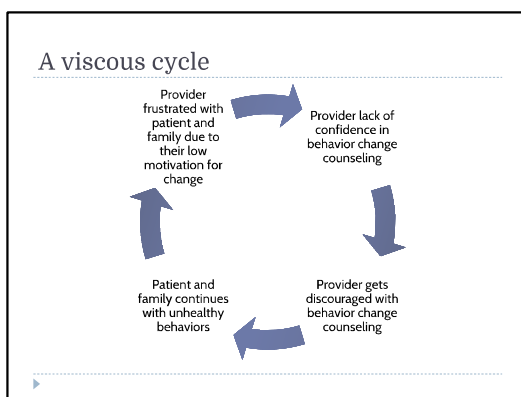 A viscous cycle
Provider
frustrated with
patient and
family due to
their low
motivation for
change
Provider lack of
confidence in
behavior change
counseling
Provider gets
discouraged with
behavior change
counseling
Patient and
family continues
with unhealthy
behaviors